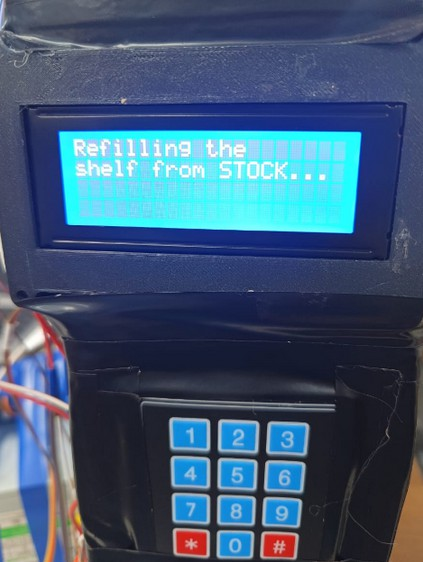 Refilling the
shelf from STOCK...
1 2 3
4 5 6
7 8 9
* 0 #